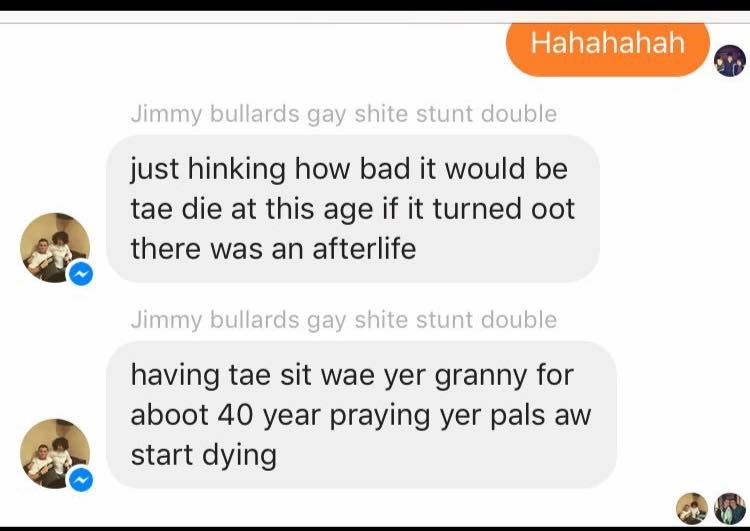 Hahahahah
Jimmy bullards gay shite stunt double
just hinking how bad it would be
tae die at this age if it turned oot
there was an afterlife
Jimmy bullards gay shite stunt double
having tae sit wae yer granny for
aboot 40 year praying yer pals aw
start dying